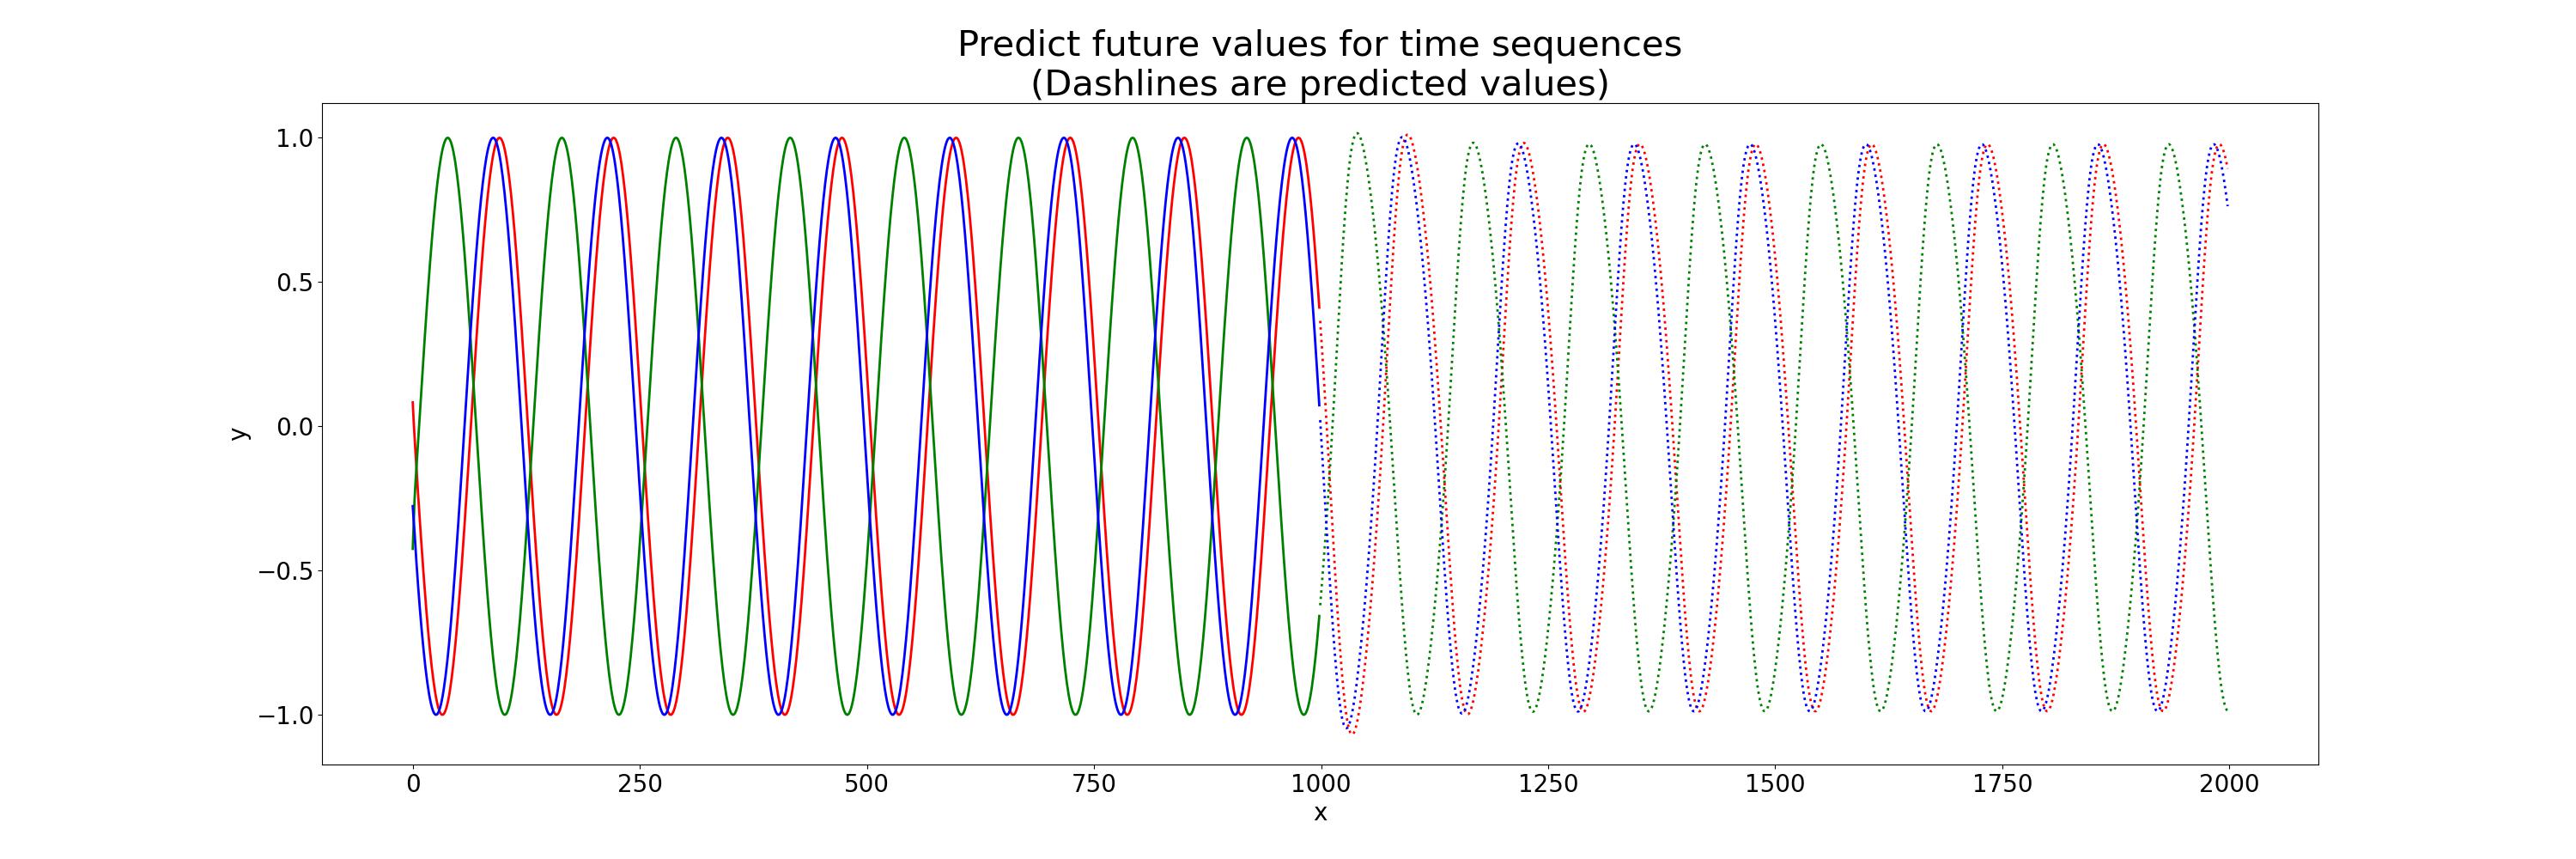 Predict future values for time sequences
(Dashlines are predicted values)
1.0
0.5
0.0
−0.5
−1.0
y
0 250 500 750 1000 1250 1500 1750 2000
x